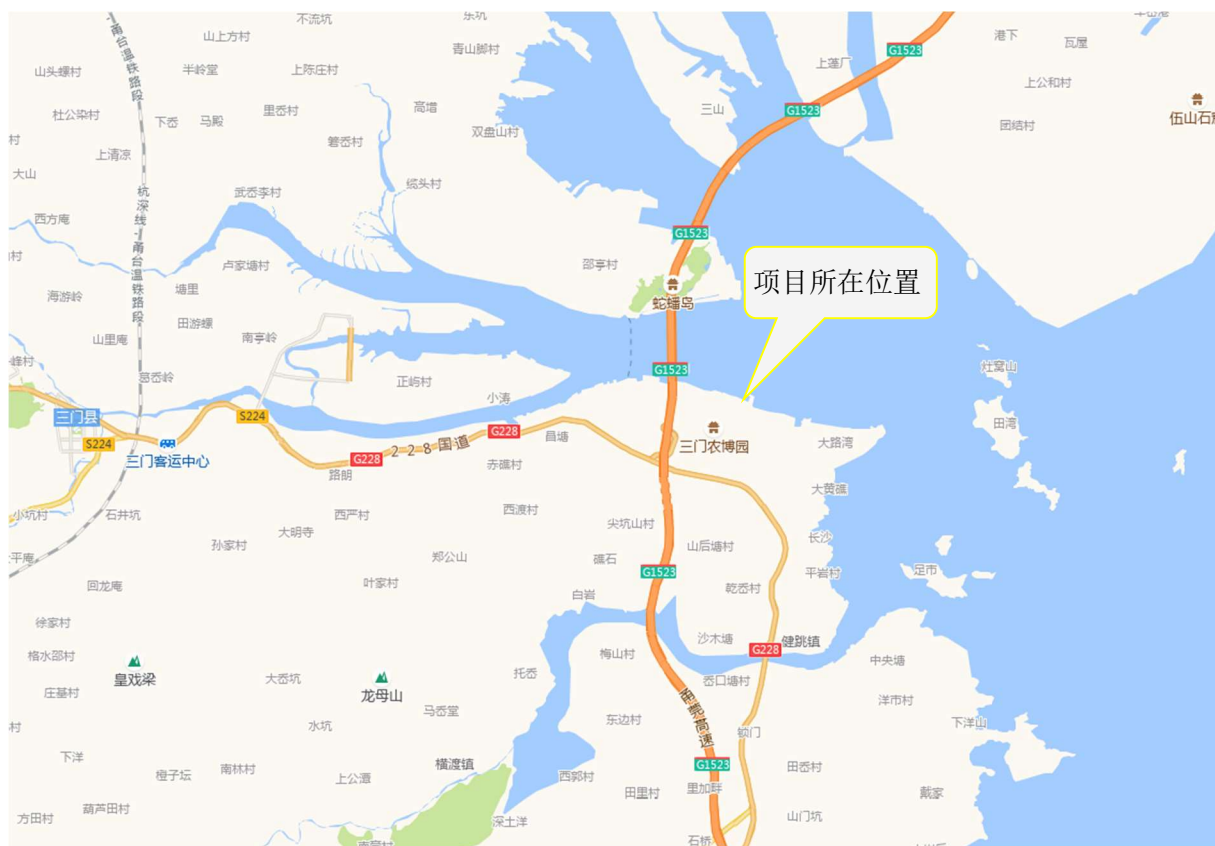 不流坑
东坑
山上方村
青山脚村
港下
瓦屋
甬台温铁路段
山头螺村
半岭堂
上陈庄村
上莲厂
G1523
上公和村
杜公染村
下岙
马殿
里岙村
高增
三山
G1523
伍山石
团结村
双盘山村
磐岙村
上清凉
大山
缆头村
武岙李村
西方庵
杭深线-甬台温铁路段
G1523
卢家塘村
邵亭村
项目所在位置
塘里
海游岭
蛇蟠岛
田游螺
南亭岭
山里庵
峰村
G1523
灶窝山
葛岙岭
正屿村
小涛
三门县
S224
田湾
S224
228国道
G228
昌塘
三门农博园
大路湾
三门客运中心
G228
赤礁村
路朗
大黄礁
小坑村
石井坑
西严村
西渡村
尖坑山村
大明寺
孙家村
山后塘村
长沙
太平庵
郑公山
礁石
G1523
平岩村
足市
回龙庵
叶家村
白岩
乾岙村
徐家村
沙木塘
健跳镇
G228
格水邵村
梅山村
中央塘
皇戏梁
大岙坑
龙母山
托岙
岙口塘村
庄基村
洋市村
马岙堂
甬莞高速
水坑
东边村
下洋山
锁门
下洋
橙子坛
南林村
上公潭
横渡镇
西郭村
G1523
田岙村
里加畔
田里村
戴家
葫芦田村
方田村
深土洋
山门坑
石桥